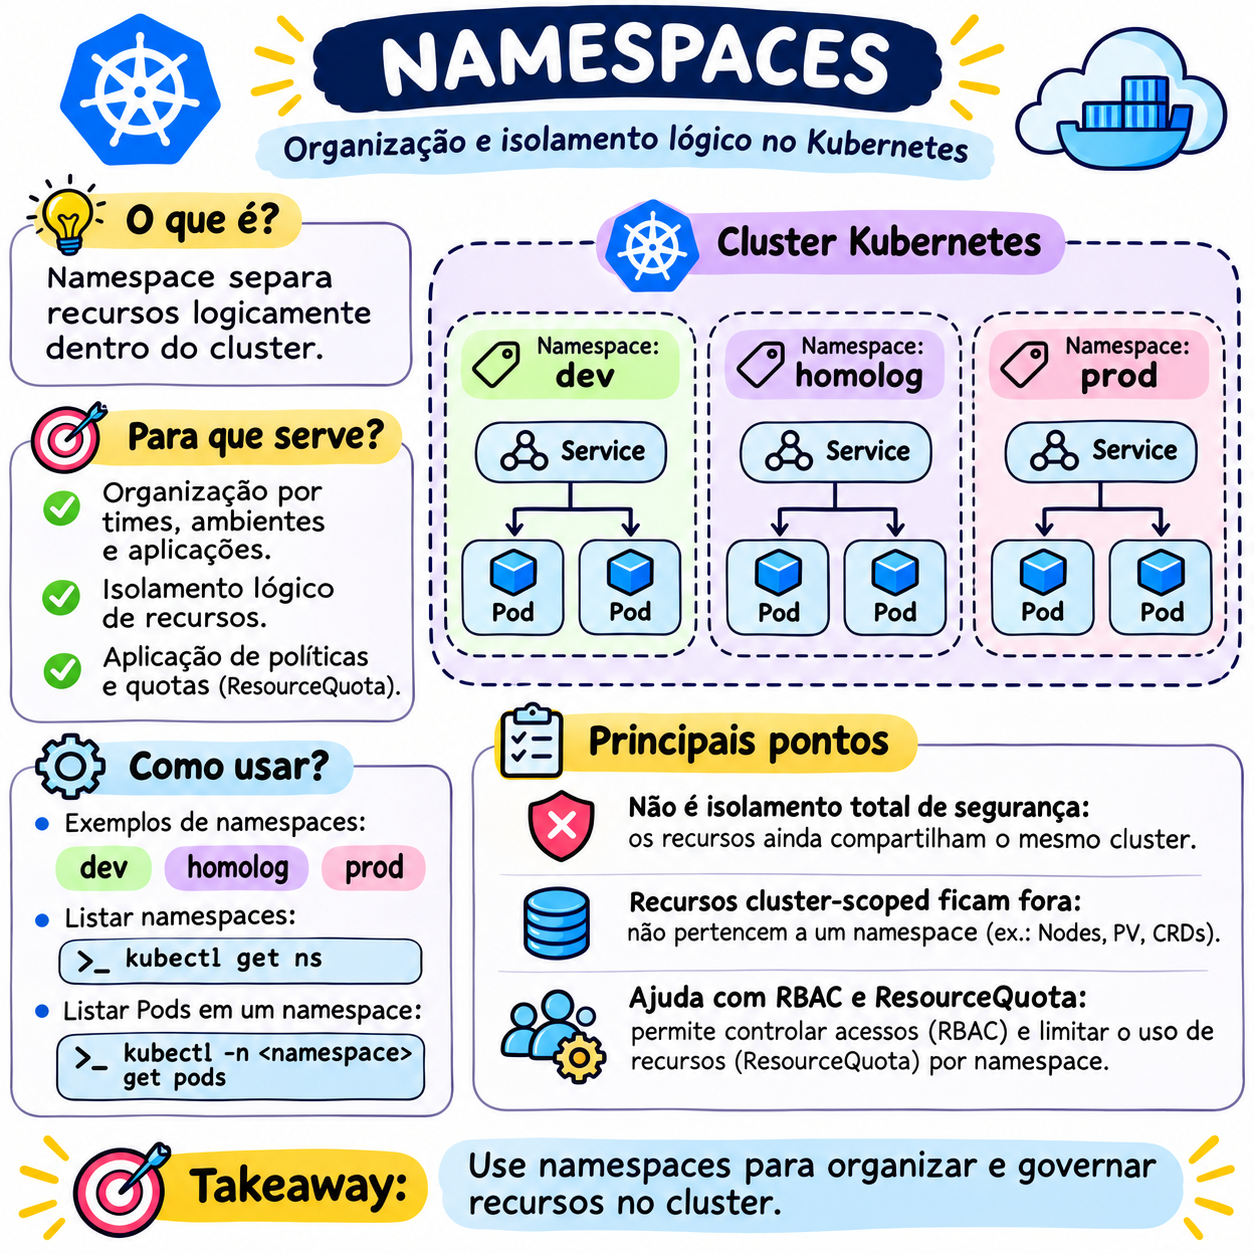 NAMESPACES
Organização e isolamento lógico no Kubernetes
O que é?
Namespace separa
recursos logicamente
dentro do cluster.
Para que serve?
Organização por
times, ambientes
e aplicações.
Isolamento lógico
de recursos.
Aplicação de políticas
e quotas (ResourceQuota).
Cluster Kubernetes
Namespace:
dev
Service
Pod
Pod
Namespace:
homolog
Service
Pod
Pod
Namespace:
prod
Service
Pod
Pod
Como usar?
Exemplos de namespaces:
dev
homolog
prod
Listar namespaces:
>_ kubectl get ns
Listar Pods em um namespace:
>_ kubectl -n <namespace>
get pods
Principais pontos
Não é isolamento total de segurança:
os recursos ainda compartilham o mesmo cluster.
Recursos cluster-scoped ficam fora:
não pertencem a um namespace (ex.: Nodes, PV, CRDs).
Ajuda com RBAC e ResourceQuota:
permite controlar acessos (RBAC) e limitar o uso de
recursos (ResourceQuota) por namespace.
Takeaway:
Use namespaces para organizar e governar
recursos no cluster.